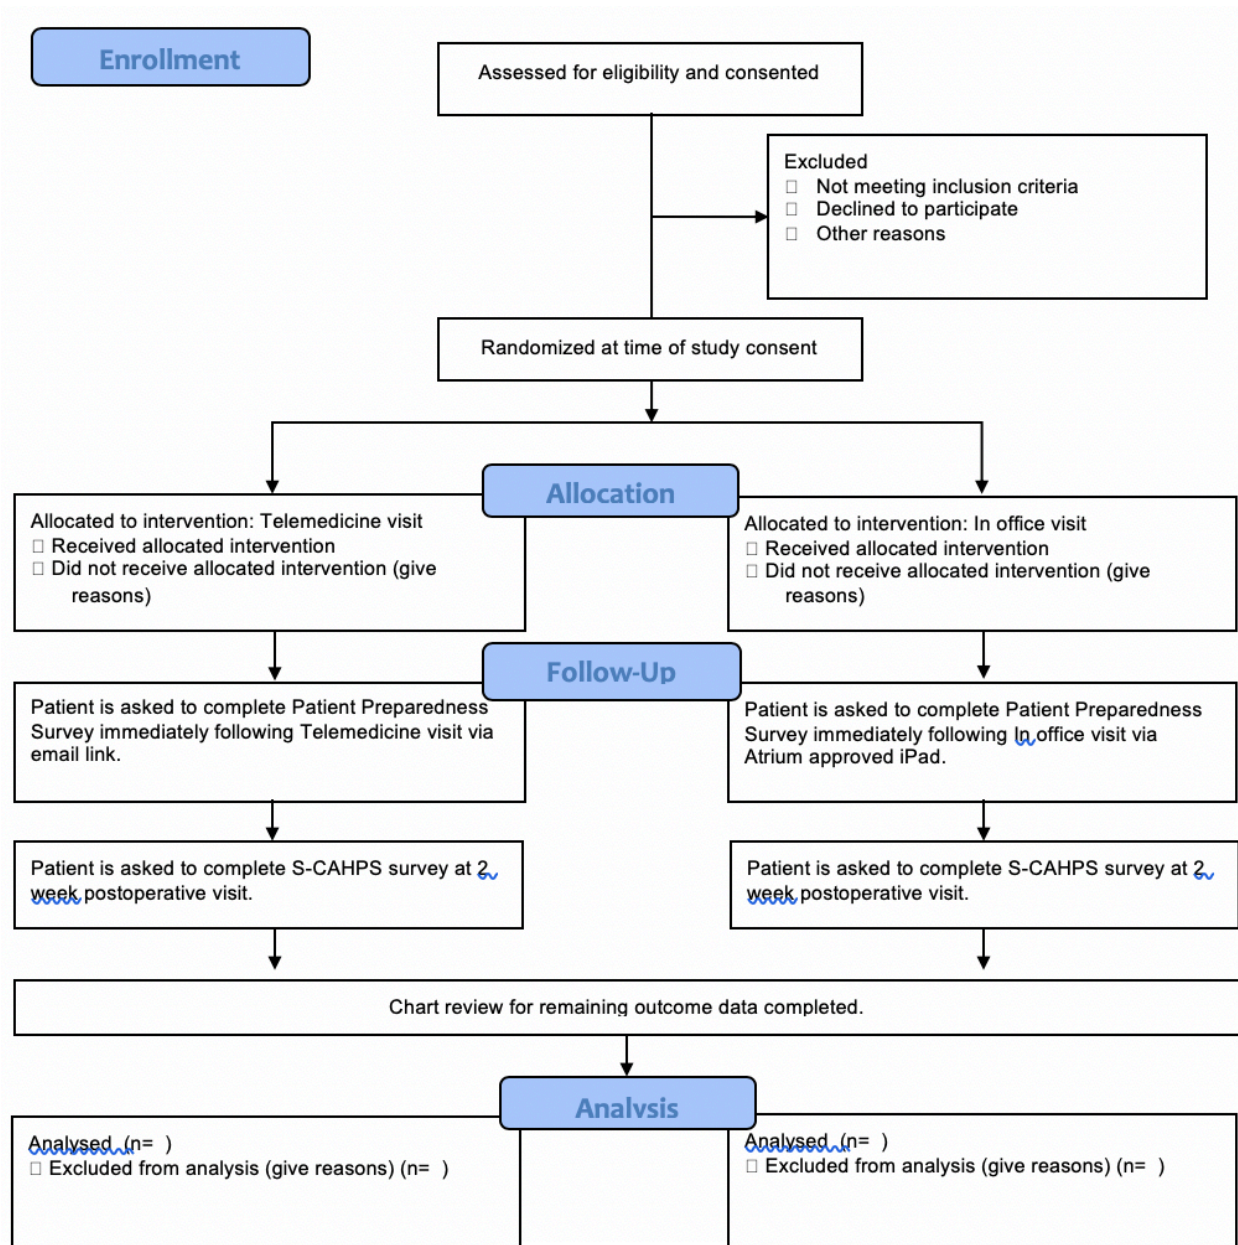 Enrollment
Assessed for eligibility and consented
Excluded
☐ Not meeting inclusion criteria
☐ Declined to participate
☐ Other reasons
Randomized at time of study consent
Allocation
Allocated to intervention: Telemedicine visit
☐ Received allocated intervention
☐ Did not receive allocated intervention (give
reasons)
Allocated to intervention: In office visit
☐ Received allocated intervention
☐ Did not receive allocated intervention (give
reasons)
Follow-Up
Patient is asked to complete Patient Preparedness
Survey immediately following Telemedicine visit via
email link.
Patient is asked to complete Patient Preparedness
Survey immediately following In office visit via
Atrium approved iPad.
Patient is asked to complete S-CAHPS survey at 2
week postoperative visit.
Patient is asked to complete S-CAHPS survey at 2
week postoperative visit.
Chart review for remaining outcome data completed.
Analysis
Analysed (n= )
☐ Excluded from analysis (give reasons) (n= )
Analysed (n= )
☐ Excluded from analysis (give reasons) (n= )